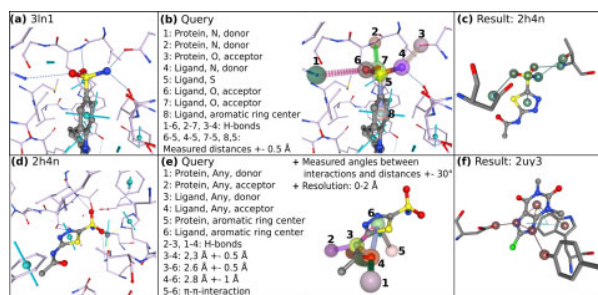 (a) 3ln1
(b) Query
1: Protein, N, donor
2: Protein, N, donor
3: Protein, O, acceptor
4: Ligand, N, donor
5: Ligand, S
6: Ligand, O, acceptor
7: Ligand, O, acceptor
8: Ligand, aromatic ring center
1-6, 2-7, 3-4: H-bonds
6-5, 4-5, 7-5, 8,5:
Measured distances +- 0.5 Å
2
3
1
6
7
4
5
8
(c) Result: 2h4n
(d) 2h4n
(e) Query
1: Protein, Any, donor
2: Protein, Any, acceptor
3: Ligand, Any, donor
4: Ligand, Any, acceptor
5: Protein, aromatic ring center
6: Ligand, aromatic ring center
2-3, 1-4: H-bonds
3-4: 2,3 Å +- 0.5 Å
3-6: 2.6 Å +- 0.5 Å
4-6: 2.8 Å +- 1 Å
5-6: π-π-interaction
+ Measured angles between
interactions and distances +- 30°
+ Resolution: 0-2 Å
6
3
2
5
4
1
(f) Result: 2uy3